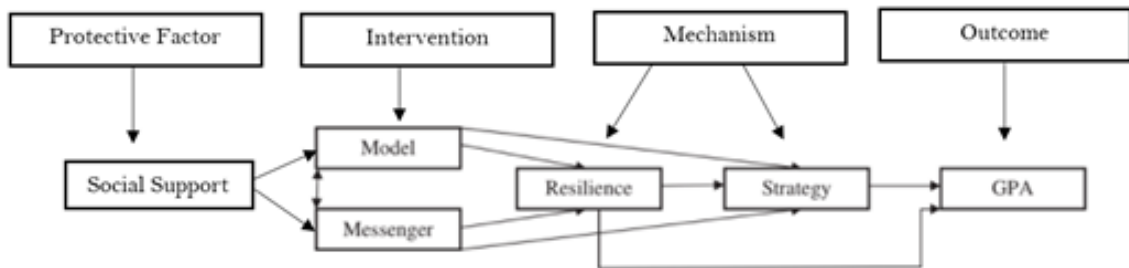 Protective Factor
Intervention
Mechanism
Outcome
Model
Social Support
Resilience
Strategy
GPA
Messenger